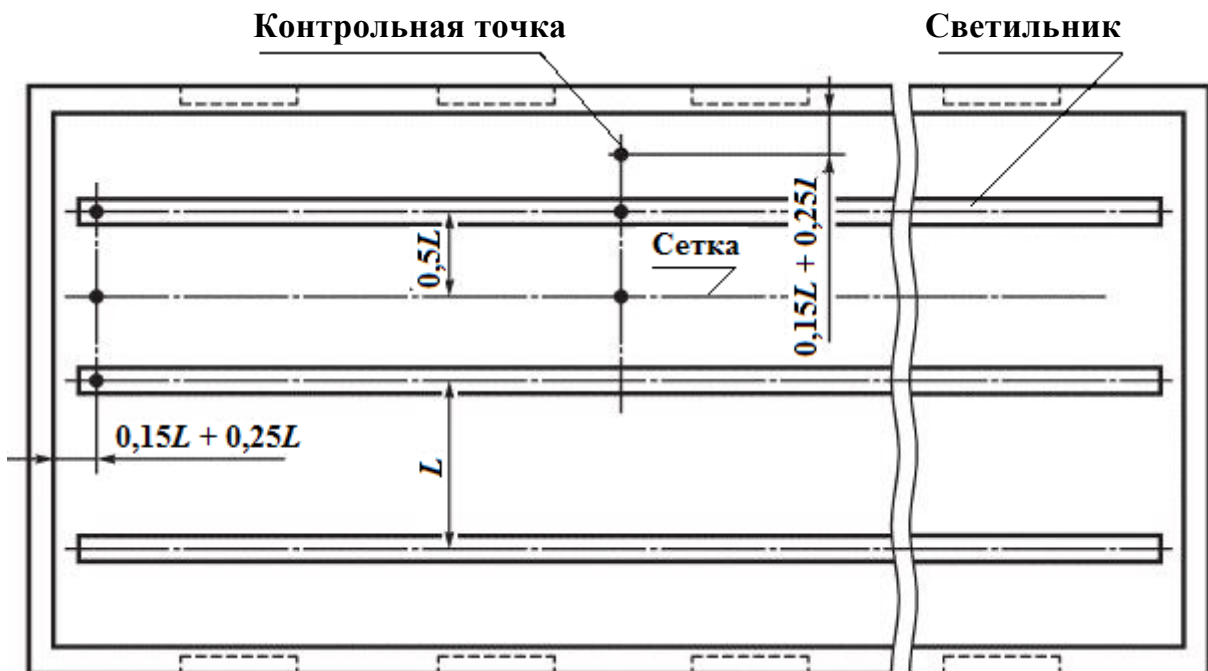 Контрольная точка
Светильник
0,5L
Сетка
0,15L + 0,25l
0,15L + 0,25L
L